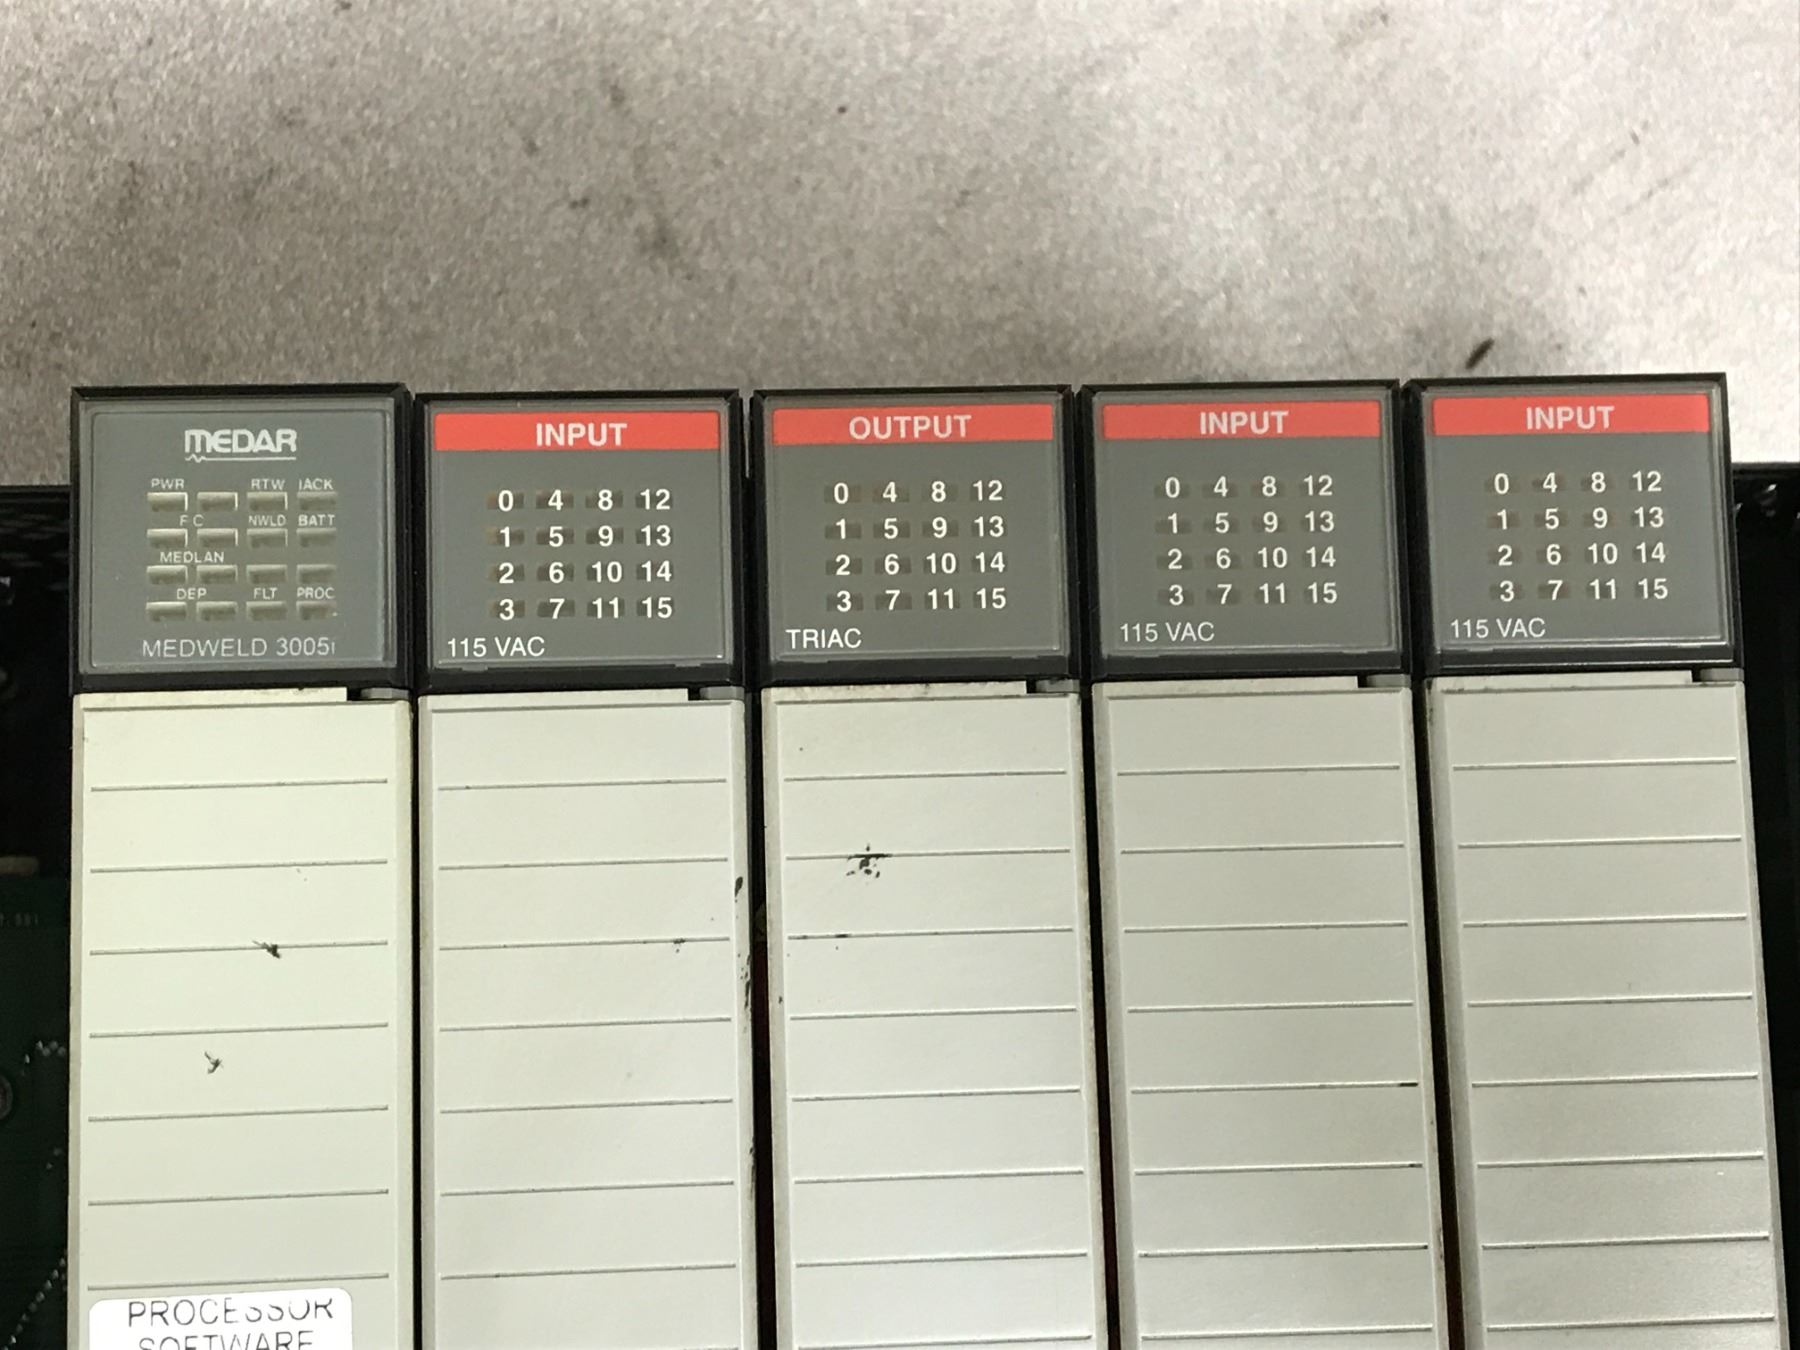 MEDAR
PWR RTW IACK
FC NWLD BATT
MEDLAN
DEP FLT PROC
MEDWELD 3005i
INPUT
0 4 8 12
1 5 9 13
2 6 10 14
3 7 11 15
115 VAC
OUTPUT
0 4 8 12
1 5 9 13
2 6 10 14
3 7 11 15
TRIAC
INPUT
0 4 8 12
1 5 9 13
2 6 10 14
3 7 11 15
115 VAC
INPUT
0 4 8 12
1 5 9 13
2 6 10 14
3 7 11 15
115 VAC
PROCESSOR
SOFTWARE